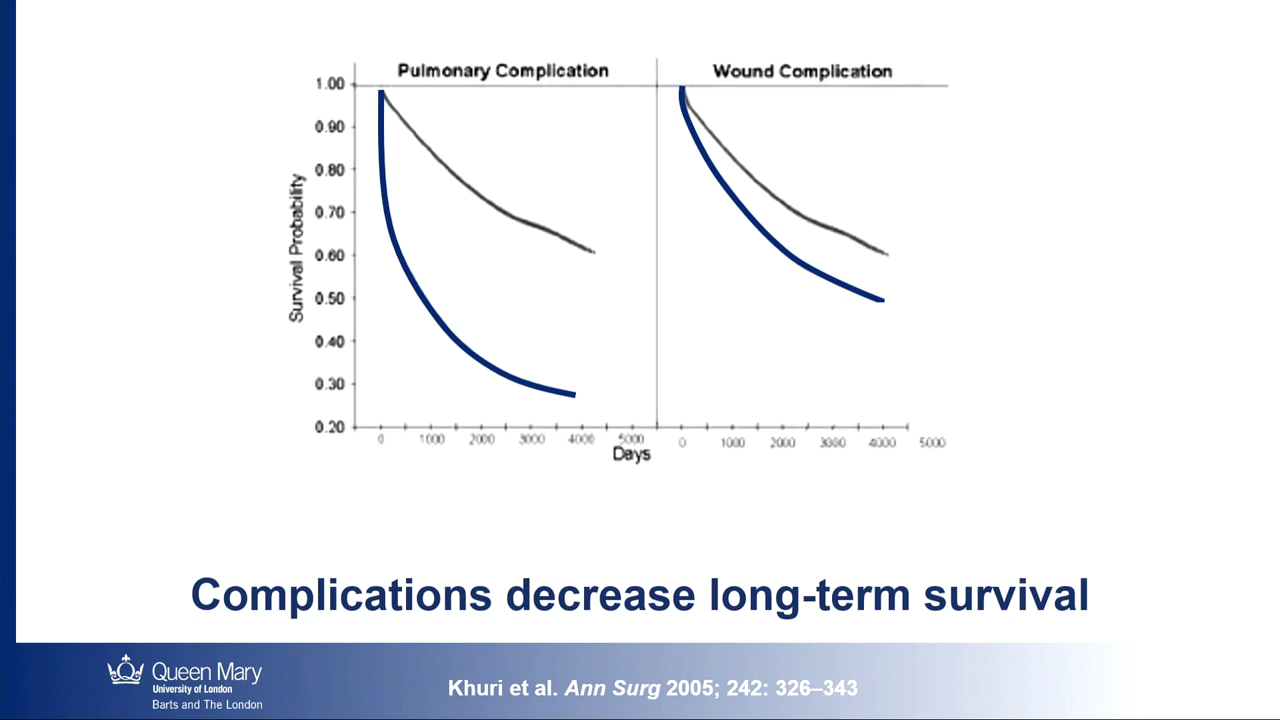 Pulmonary Complication
Wound Complication
1.00
0.90
0.80
0.70
0.60
0.50
0.40
0.30
0.20
Survival Probability
0 1000 2000 3000 4000 5000
0 1000 2000 3000 4000 5000
Days
Complications decrease long-term survival
Queen Mary
University of London
Barts and The London
Khuri et al. Ann Surg 2005; 242: 326–343